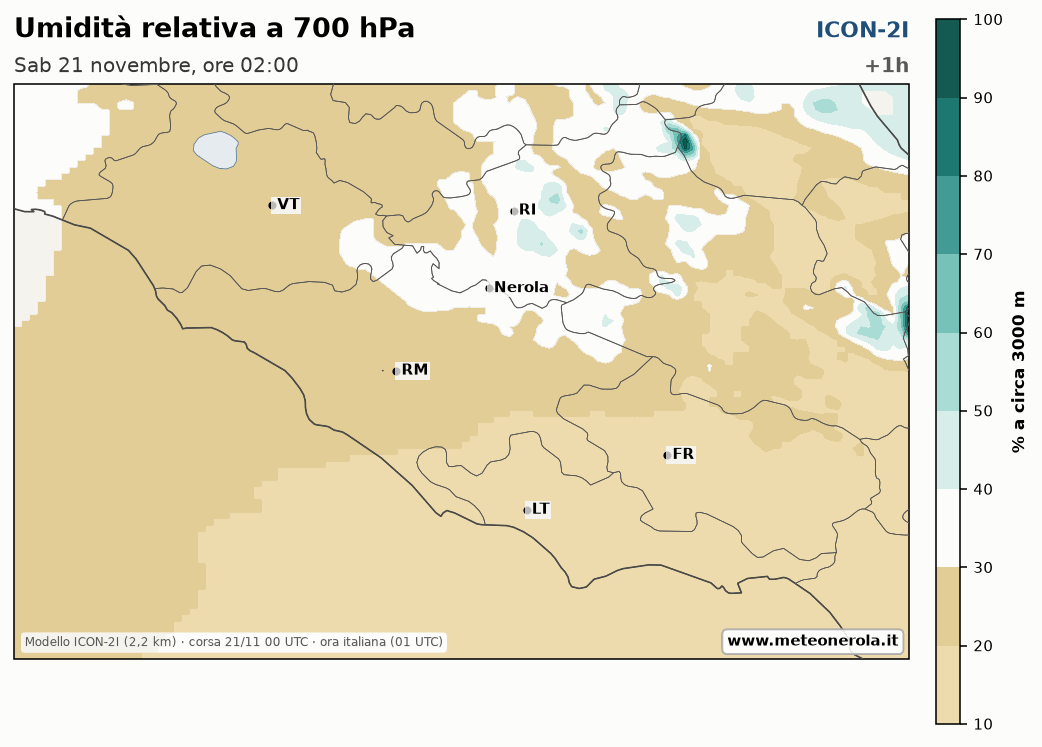 Umidità relativa a 700 hPa
ICON-2I
Sab 21 novembre, ore 02:00
+1h
100
90
80
70
60
50
40
30
20
10
% a circa 3000 m
VT
RI
Nerola
RM
FR
LT
Modello ICON-2I (2,2 km) · corsa 21/11 00 UTC · ora italiana (01 UTC)
www.meteonerola.it